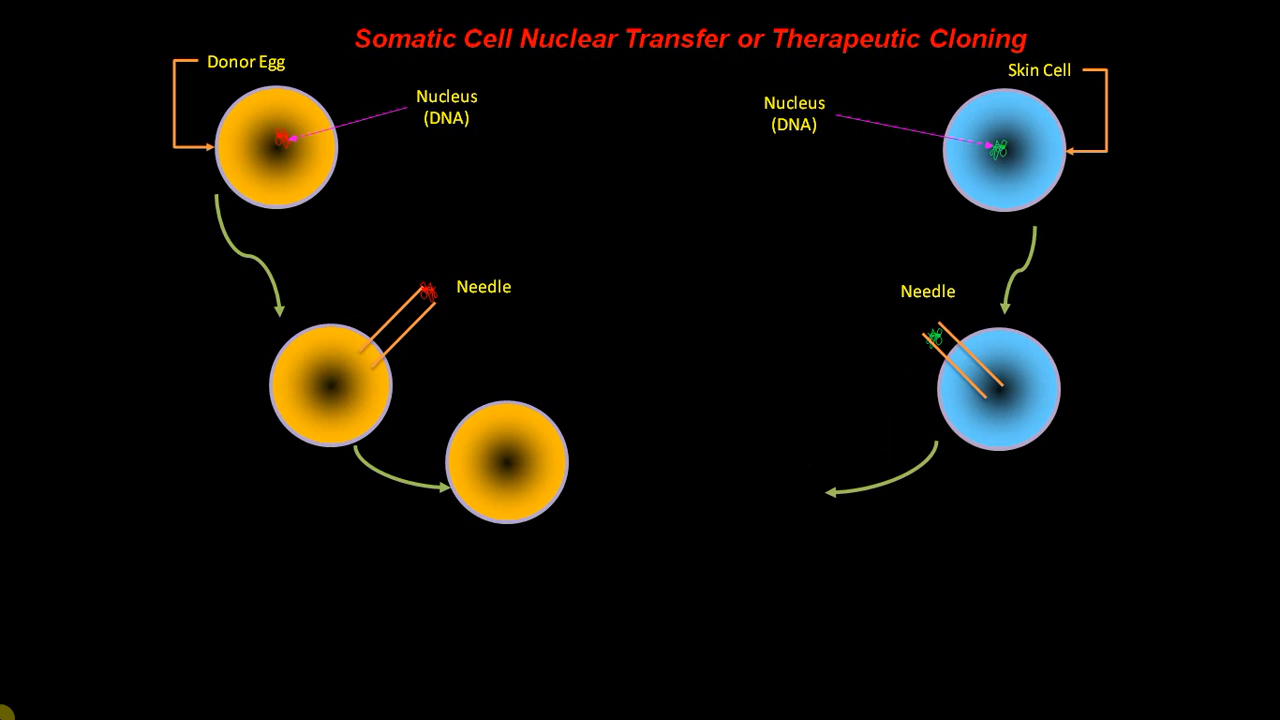 Somatic Cell Nuclear Transfer or Therapeutic Cloning
Donor Egg
Skin Cell
Nucleus
(DNA)
Nucleus
(DNA)
Needle
Needle